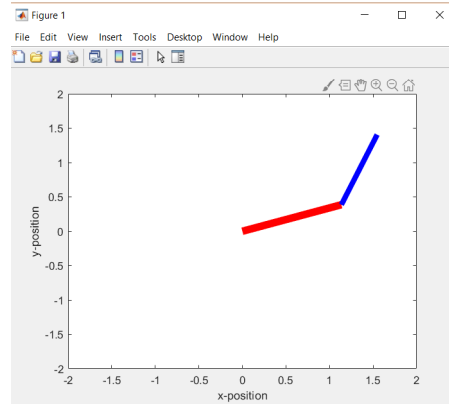 Figure 1
File Edit View Insert Tools Desktop Window Help
2
1.5
1
0.5
0
-0.5
-1
-1.5
-2
y-position
-2 -1.5 -1 -0.5 0 0.5 1 1.5 2
x-position